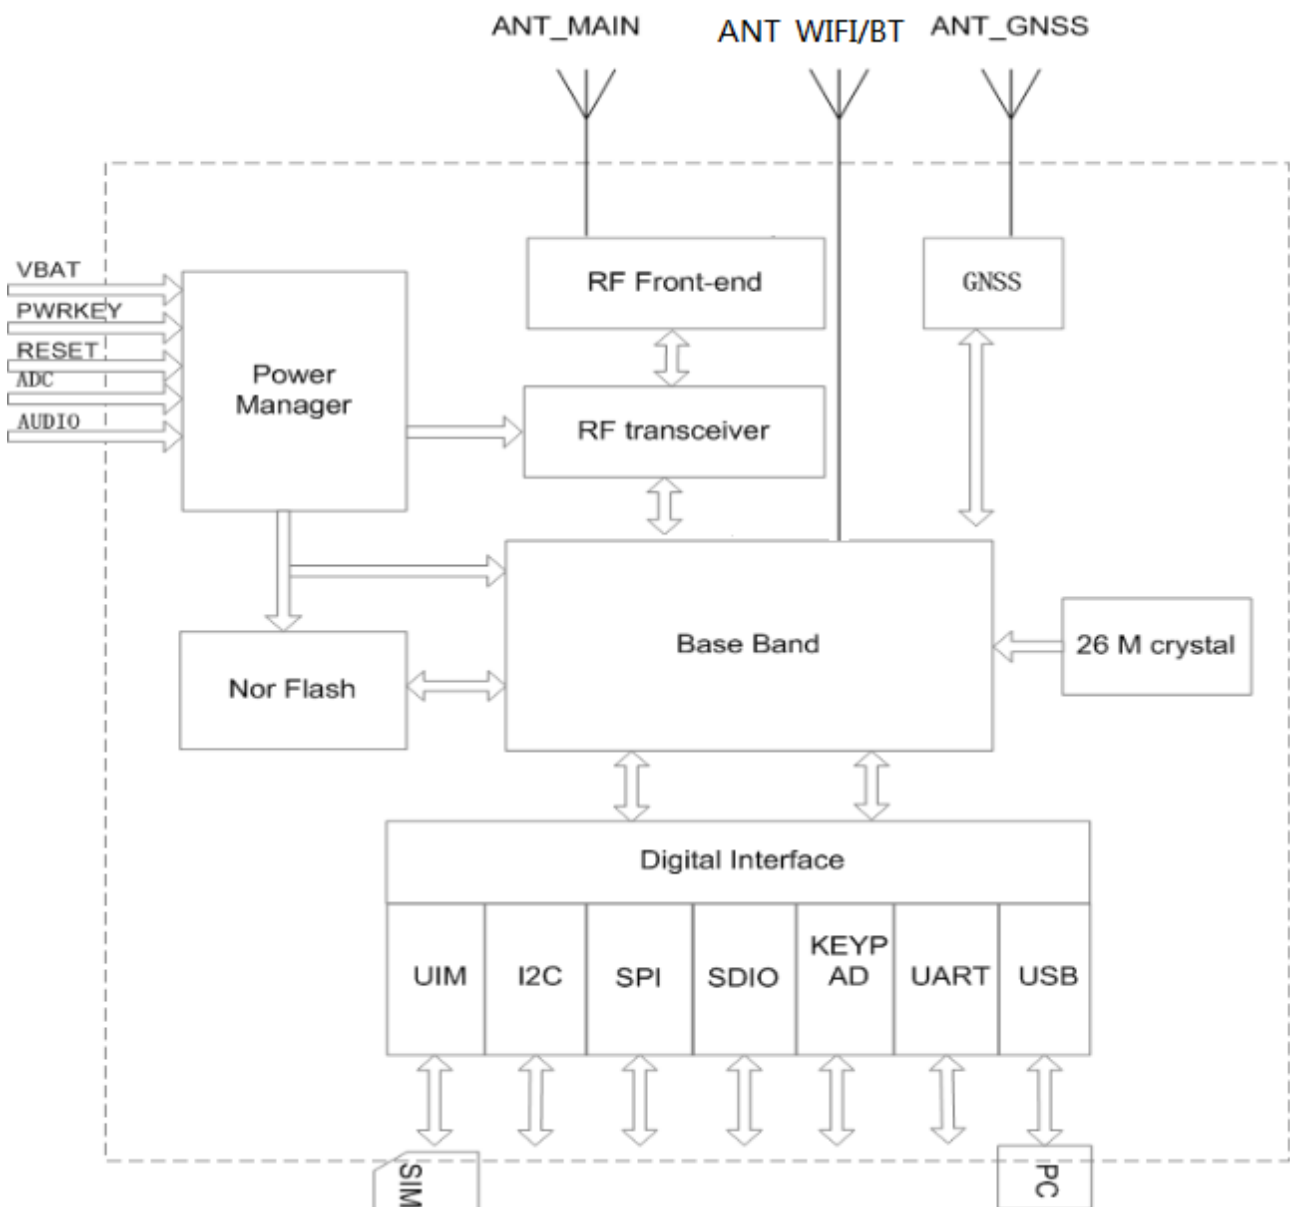 ANT_MAIN
ANT WIFI/BT
ANT_GNSS
VBAT
PWRKEY
RESET
ADC
AUDIO
Power
Manager
RF Front-end
GNSS
RF transceiver
Base Band
26 M crystal
Nor Flash
Digital Interface
UIM
I2C
SPI
SDIO
KEYP
AD
UART
USB
SIM
PC